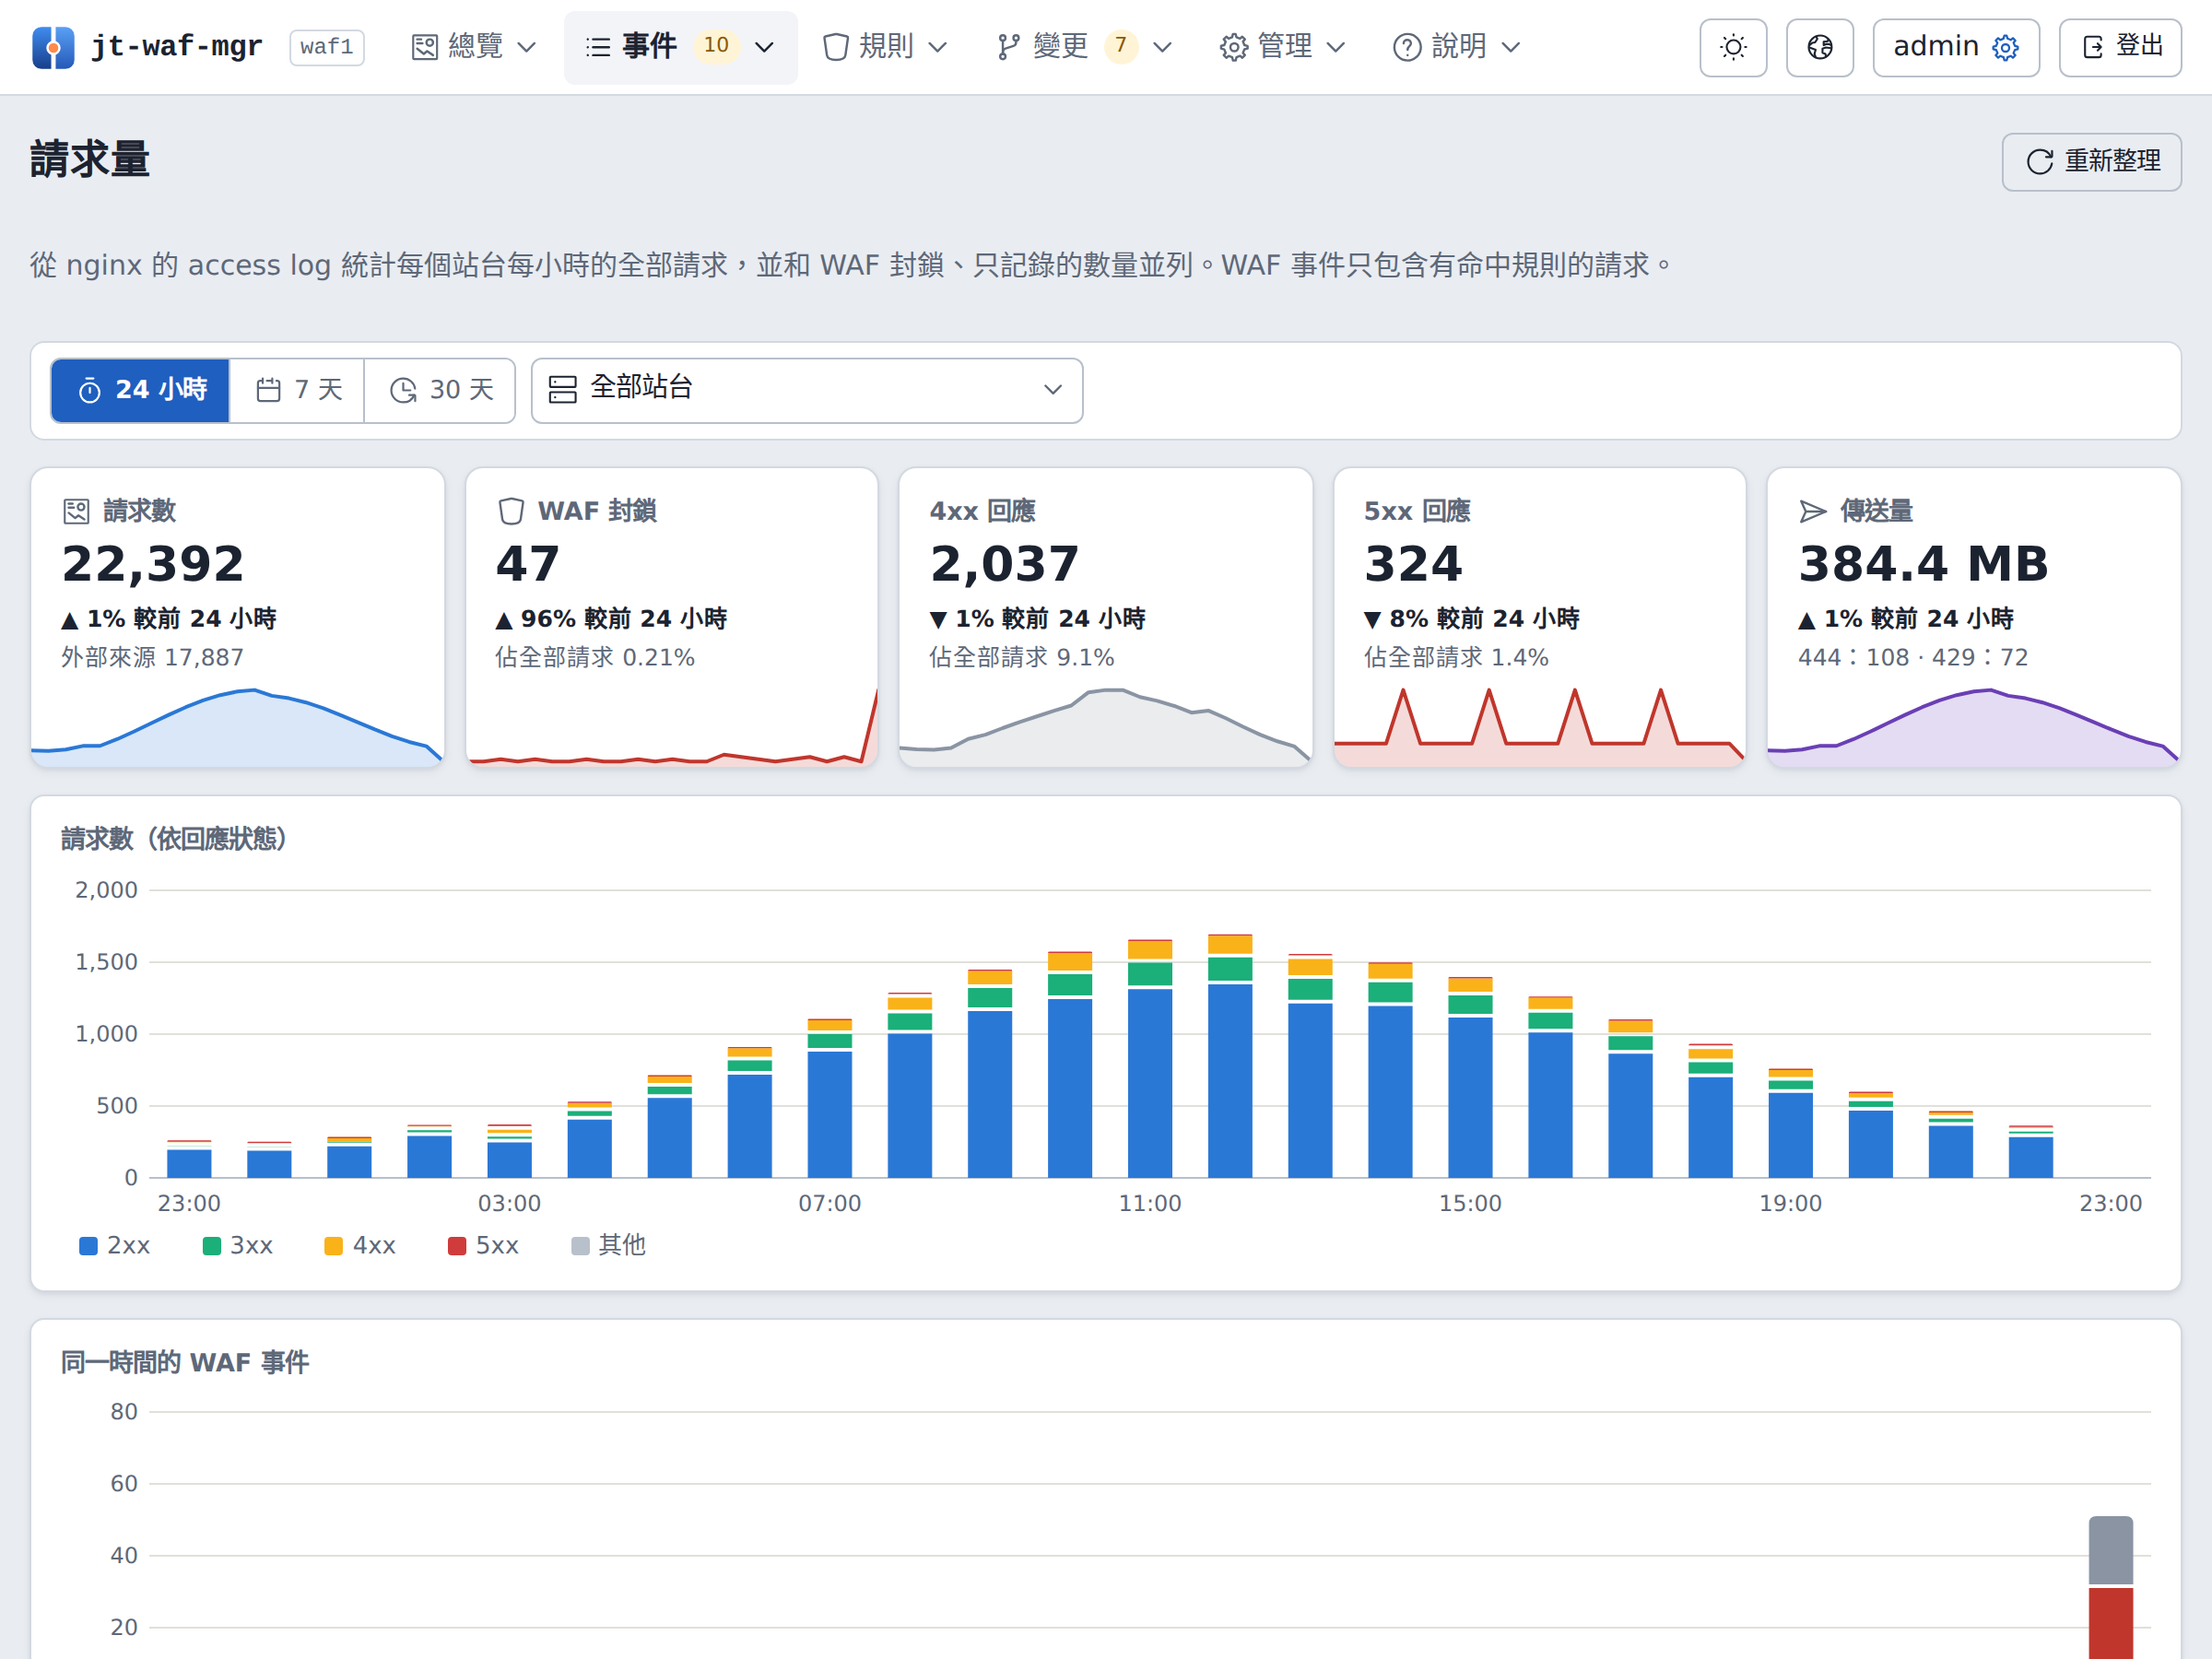 jt-waf-mgr waf1 總覽 事件 10 規則 變更 7 管理 說明 admin 登出
請求量
重新整理
從 nginx 的 access log 統計每個站台每小時的全部請求，並和 WAF 封鎖、只記錄的數量並列。WAF 事件只包含有命中規則的請求。
24 小時 7 天 30 天 全部站台
請求數
22,392
▲ 1% 較前 24 小時
外部來源 17,887
WAF 封鎖
47
▲ 96% 較前 24 小時
佔全部請求 0.21%
4xx 回應
2,037
▼ 1% 較前 24 小時
佔全部請求 9.1%
5xx 回應
324
▼ 8% 較前 24 小時
佔全部請求 1.4%
傳送量
384.4 MB
▲ 1% 較前 24 小時
444：108 · 429：72
請求數（依回應狀態）
2,000
1,500
1,000
500
0
23:00 03:00 07:00 11:00 15:00 19:00 23:00
2xx 3xx 4xx 5xx 其他
同一時間的 WAF 事件
80
60
40
20